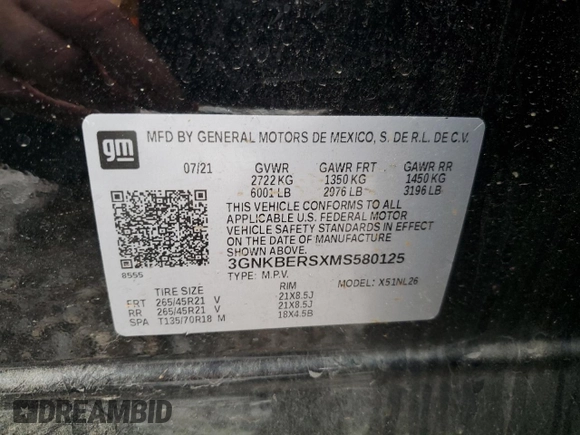 gm MFD BY GENERAL MOTORS DE MEXICO, S. DE R.L. DE C.V.
07/21 GVWR GAWR FRT GAWR RR
2722 KG 1350 KG 1450 KG
6001 LB 2976 LB 3196 LB
THIS VEHICLE CONFORMS TO ALL
APPLICABLE U.S. FEDERAL MOTOR
VEHICLE SAFETY STANDARDS IN EFFECT
ON THE DATE OF MANUFACTURE
SHOWN ABOVE.
8555
3GNKBERSXMS580125
TYPE: M.P.V. MODEL: X51NL26
TIRE SIZE RIM
FRT 265/45R21 V 21X8.5J
RR 265/45R21 V 21X8.5J
SPA T135/70R18 M 18X4.5B
DREAMBID